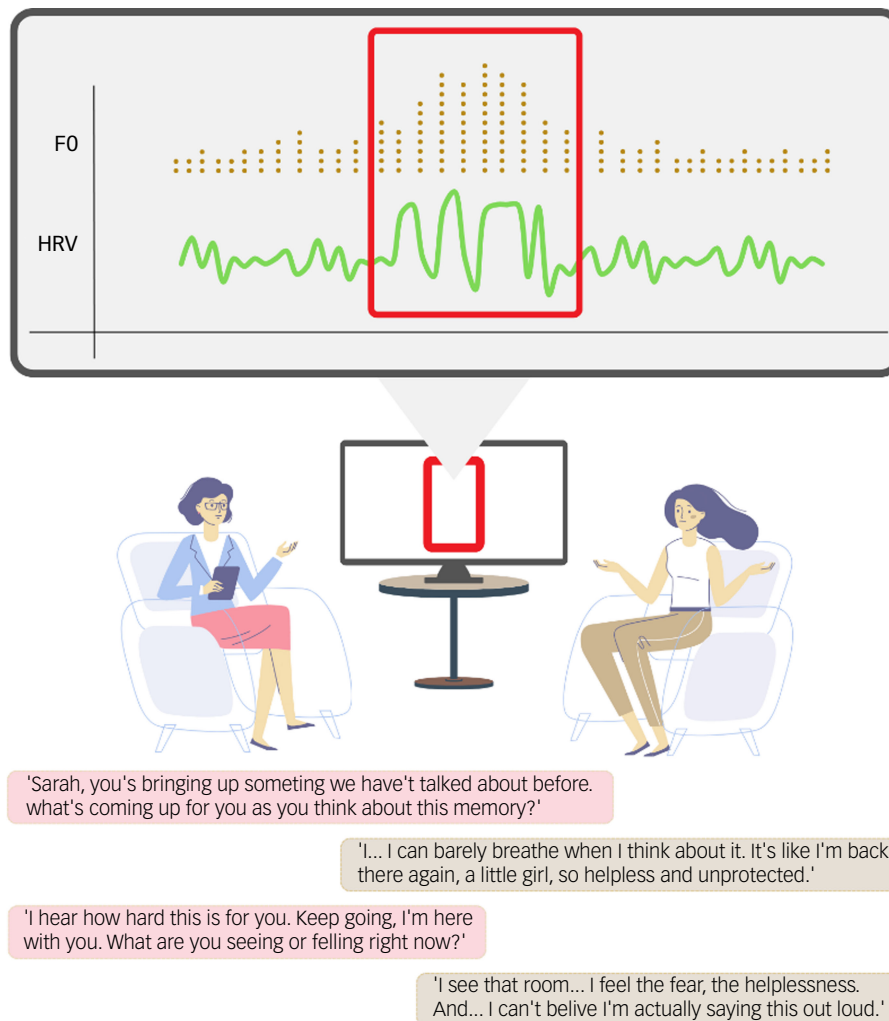 F0
HRV
'Sarah, you's bringing up someting we have't talked about before.
what's coming up for you as you think about this memory?'
'I... I can barely breathe when I think about it. It's like I'm back
there again, a little girl, so helpless and unprotected.'
'I hear how hard this is for you. Keep going, I'm here
with you. What are you seeing or felling right now?'
'I see that room... I feel the fear, the helplessness.
And... I can't belive I'm actually saying this out loud.'